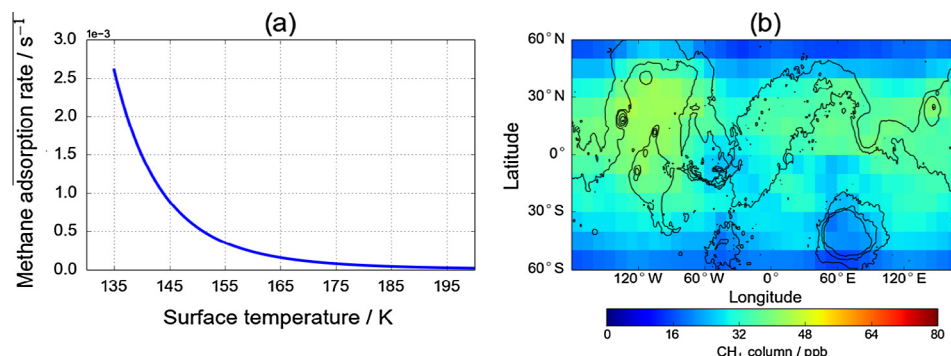 (a)
1e−3
3.0
2.5
2.0
1.5
1.0
0.5
0.0
Methane adsorption rate / s⁻¹
135 145 155 165 175 185 195
Surface temperature / K
(b)
60°N
30°N
0°
30°S
60°S
Latitude
120°W 60°W 0° 60°E 120°E
Longitude
0 16 32 48 64 80
CH₄ column / ppb